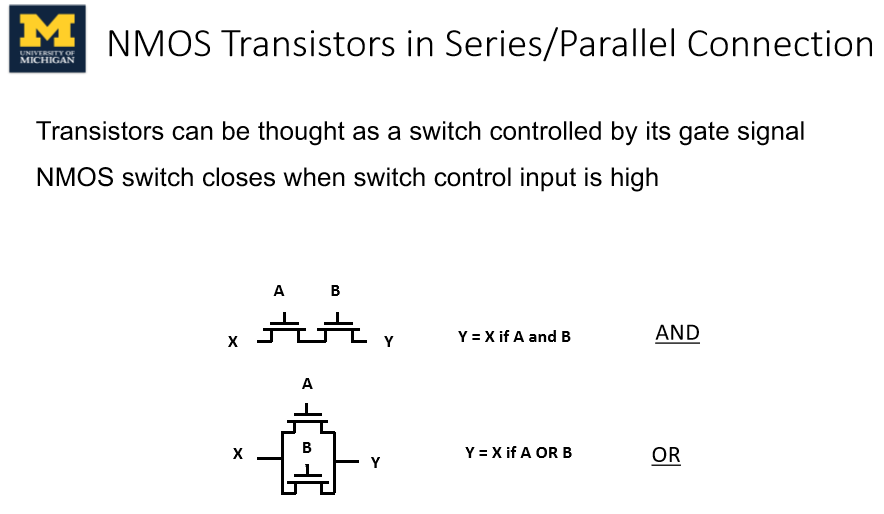 M
UNIVERSITY OF
MICHIGAN
NMOS Transistors in Series/Parallel Connection
Transistors can be thought as a switch controlled by its gate signal
NMOS switch closes when switch control input is high
A B
X Y Y = X if A and B AND
A
X B Y Y = X if A OR B OR